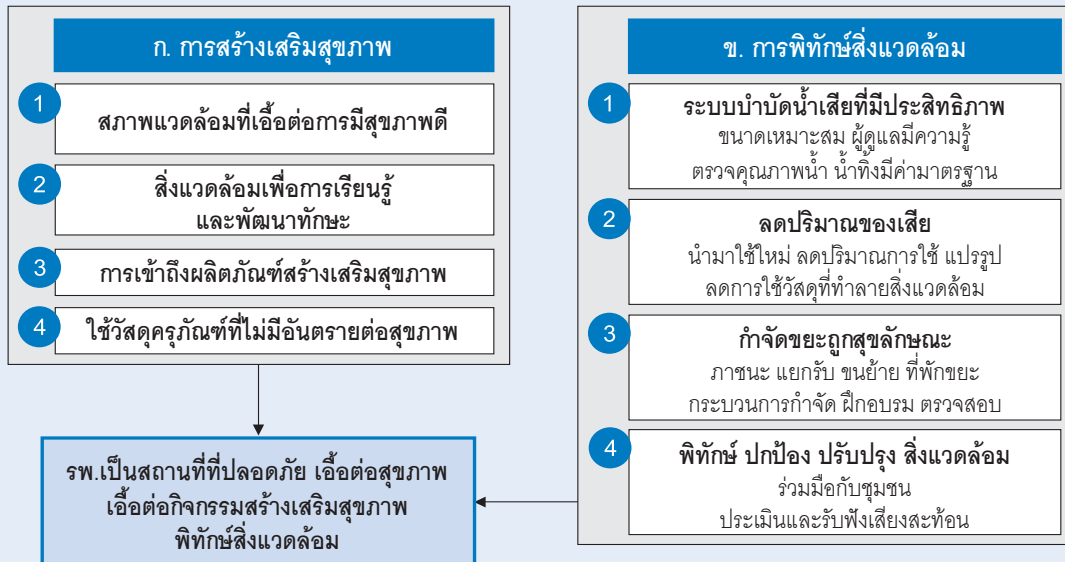 ก. การสร้างเสริมสุขภาพ
1
สภาพแวดล้อมที่เอื้อต่อการมีสุขภาพดี
2
สิ่งแวดล้อมเพื่อการเรียนรู้
และพัฒนาทักษะ
3
การเข้าถึงผลิตภัณฑ์สร้างเสริมสุขภาพ
4
ใช้วัสดุครุภัณฑ์ที่ไม่มีอันตรายต่อสุขภาพ
รพ.เป็นสถานที่ที่ปลอดภัย เอื้อต่อสุขภาพ
เอื้อต่อกิจกรรมสร้างเสริมสุขภาพ
พิทักษ์สิ่งแวดล้อม
ข. การพิทักษ์สิ่งแวดล้อม
1
ระบบบำบัดน้ำเสียที่มีประสิทธิภาพ
ขนาดเหมาะสม ผู้ดูแลมีความรู้
ตรวจคุณภาพน้ำ น้ำทิ้งมีค่ามาตรฐาน
2
ลดปริมาณของเสีย
นำมาใช้ใหม่ ลดปริมาณการใช้ แปรรูป
ลดการใช้วัสดุที่ทำลายสิ่งแวดล้อม
3
กำจัดขยะถูกสุขลักษณะ
ภาชนะ แยกรับ ขนย้าย ที่พักขยะ
กระบวนการกำจัด ฝึกอบรม ตรวจสอบ
4
พิทักษ์ ปกป้อง ปรับปรุง สิ่งแวดล้อม
ร่วมมือกับชุมชน
ประเมินและรับฟังเสียงสะท้อน